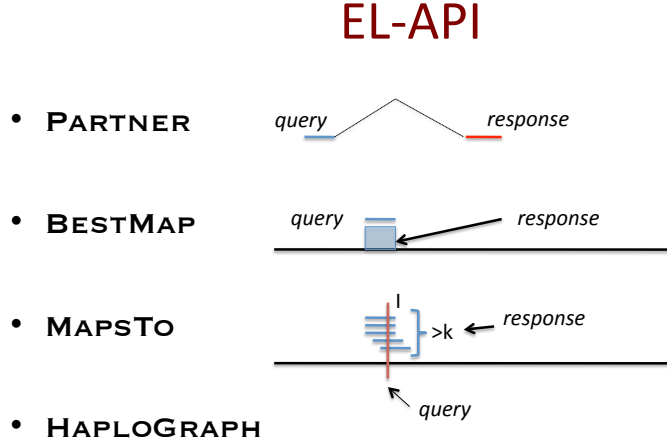 EL-API
• PARTNER query response
• BESTMAP query response
l
• MAPSTO >k response
query
• HAPLOGRAPH